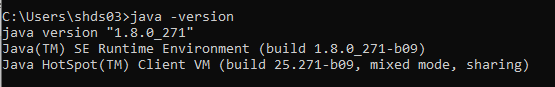 C:\Users\shds03>java -version
java version "1.8.0_271"
Java(TM) SE Runtime Environment (build 1.8.0_271-b09)
Java HotSpot(TM) Client VM (build 25.271-b09, mixed mode, sharing)